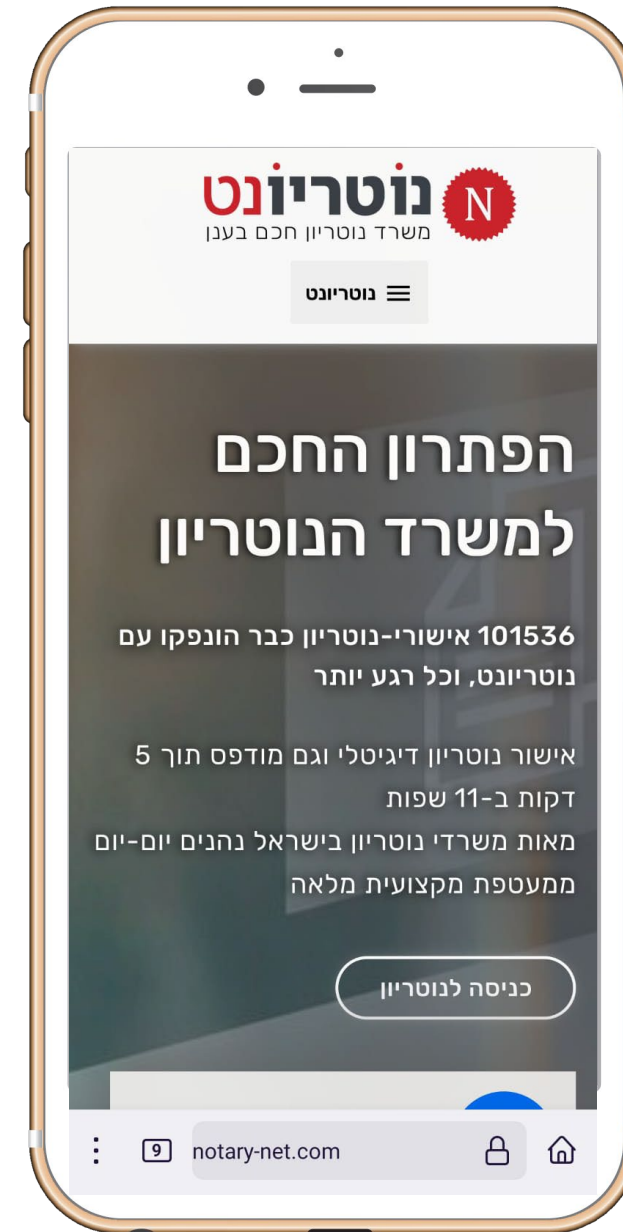 נוטריונט
N
משרד נוטריון חכם בענן
נוטריונט
הפתרון החכם
למשרד הנוטריון
101536 אישורי-נוטריון כבר הונפקו עם
נוטריונט, וכל רגע יותר
אישור נוטריון דיגיטלי וגם מודפס תוך 5
דקות ב-11 שפות
מאות משרדי נוטריון בישראל נהנים יום-יום
ממעטפת מקצועית מלאה
כניסה לנוטריון
9 notary-net.com